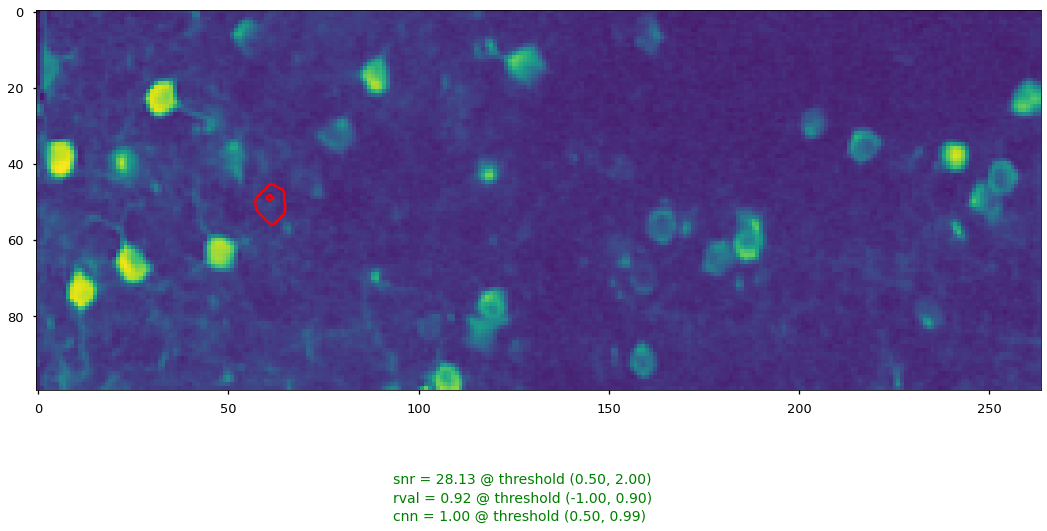 0
20
40
60
80
0 50 100 150 200 250
snr = 28.13 @ threshold (0.50, 2.00)
rval = 0.92 @ threshold (-1.00, 0.90)
cnn = 1.00 @ threshold (0.50, 0.99)